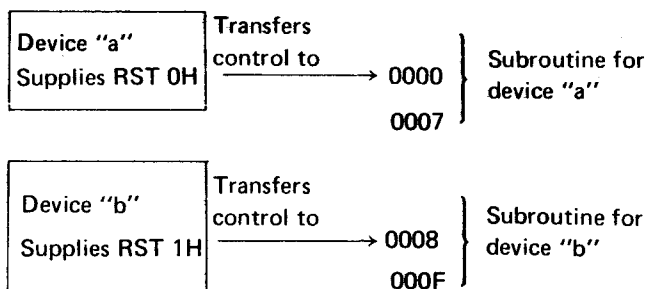 Device "a"
Supplies RST 0H
Transfers
control to
0000
0007
Subroutine for
device "a"
Device "b"
Supplies RST 1H
Transfers
control to
0008
000F
Subroutine for
device "b"